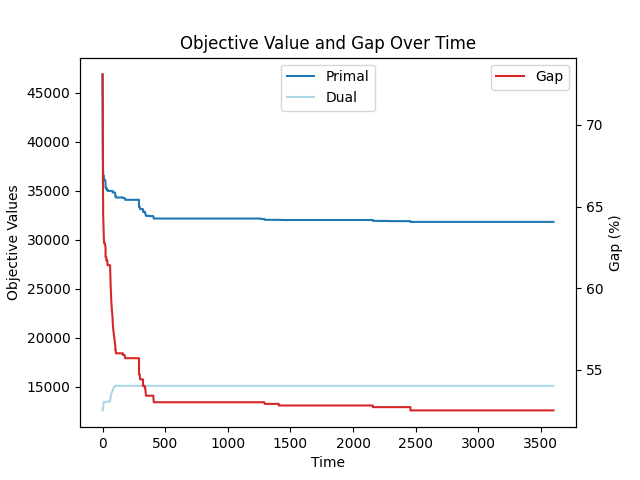 Objective Value and Gap Over Time
Primal
Dual
Gap
45000
40000
35000
30000
25000
20000
15000
Objective Values
70
65
60
55
Gap (%)
0 500 1000 1500 2000 2500 3000 3500
Time